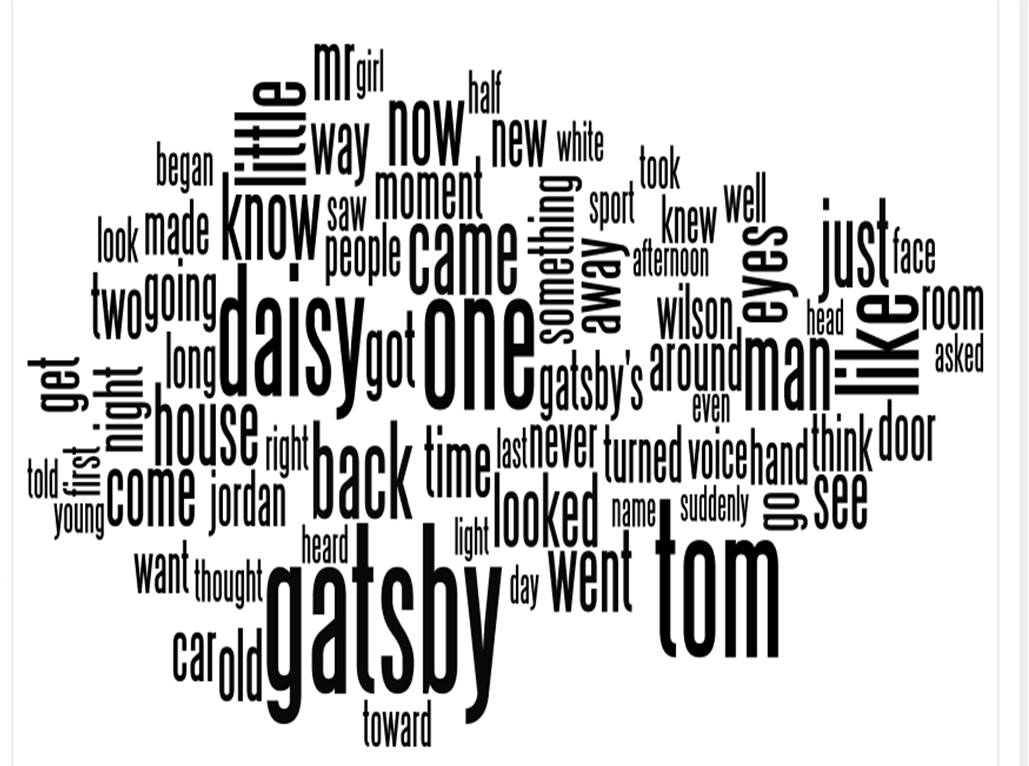 mr girl
little
half
now
way
new white
began
took
moment
something
sport
well
know saw
knew
look made
people came
away
afternoon
eyes
just face
two going
daisy got one
wilson
head
like
room
long
gatsby's around man
asked
get
night
house
even
right back time last never turned voice hand think door
told first
come jordan
looked
name suddenly
go see
young
heard
light
want thought
gatsby
day went tom
car old
toward